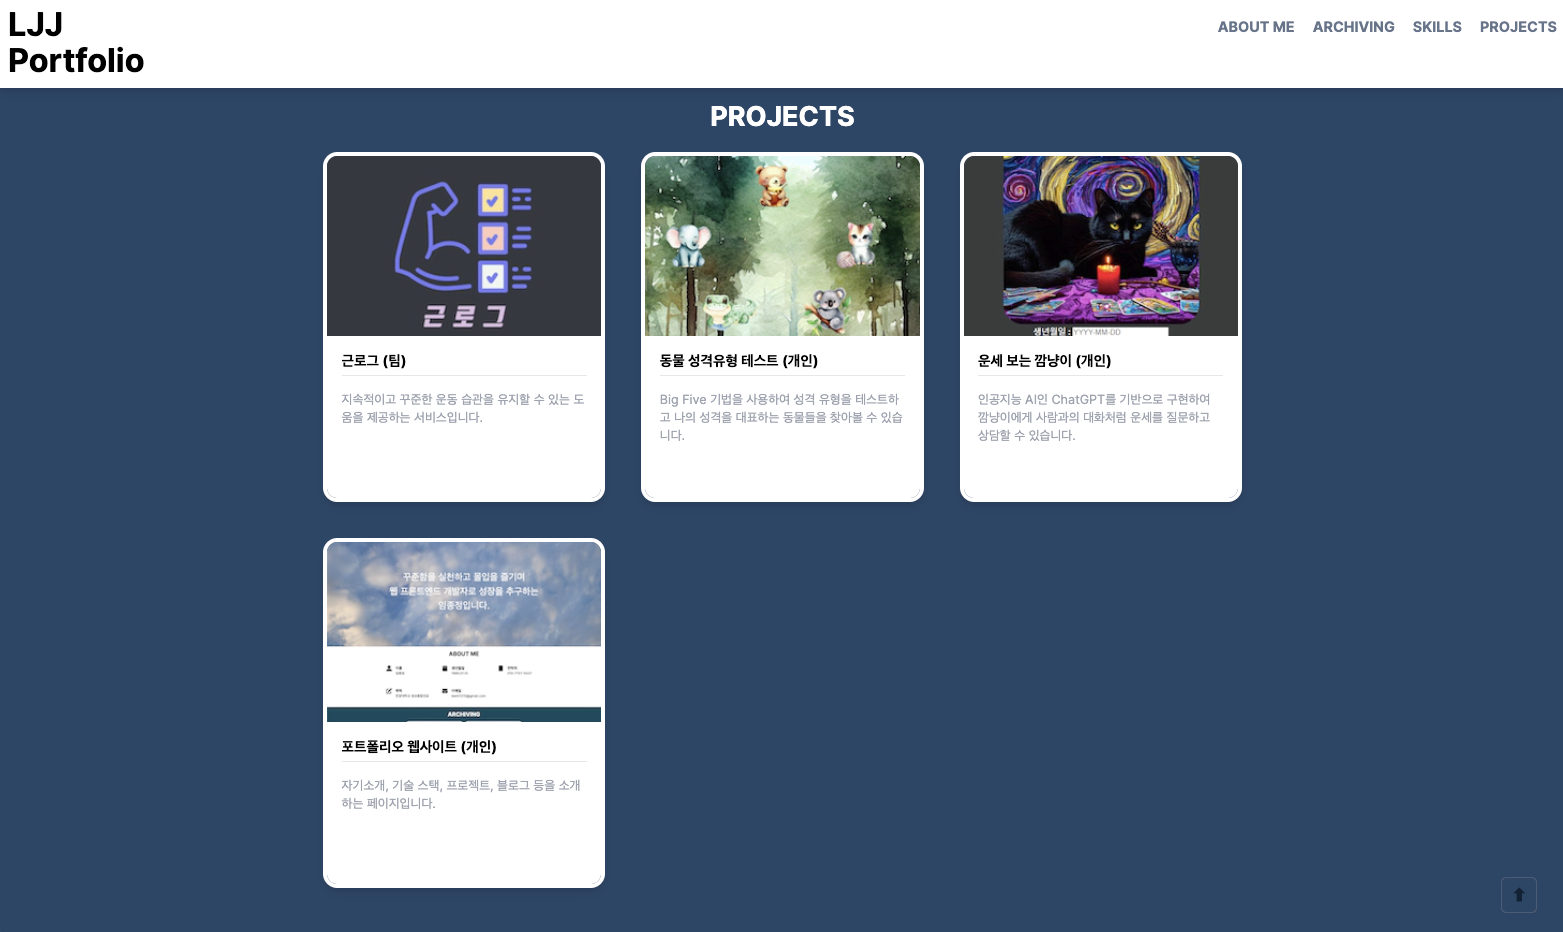 LJJ
Portfolio
ABOUT ME ARCHIVING SKILLS PROJECTS
PROJECTS
근로그
근로그 (팀)
지속적이고 꾸준한 운동 습관을 유지할 수 있는 도
움을 제공하는 서비스입니다.
동물 성격유형 테스트 (개인)
Big Five 기법을 사용하여 성격 유형을 테스트하
고 나의 성격을 대표하는 동물들을 찾아볼 수 있습
니다.
YYYY-MM-DD
운세 보는 깜냥이 (개인)
인공지능 AI인 ChatGPT를 기반으로 구현하여
깜냥이에게 사람과의 대화처럼 운세를 질문하고
상담할 수 있습니다.
꾸준함을 실천하고 몰입을 즐기며
웹 프론트엔드 개발자로 성장을 추구하는
임종정입니다.
ABOUT ME
ARCHIVING
포트폴리오 웹사이트 (개인)
자기소개, 기술 스택, 프로젝트, 블로그 등을 소개
하는 페이지입니다.